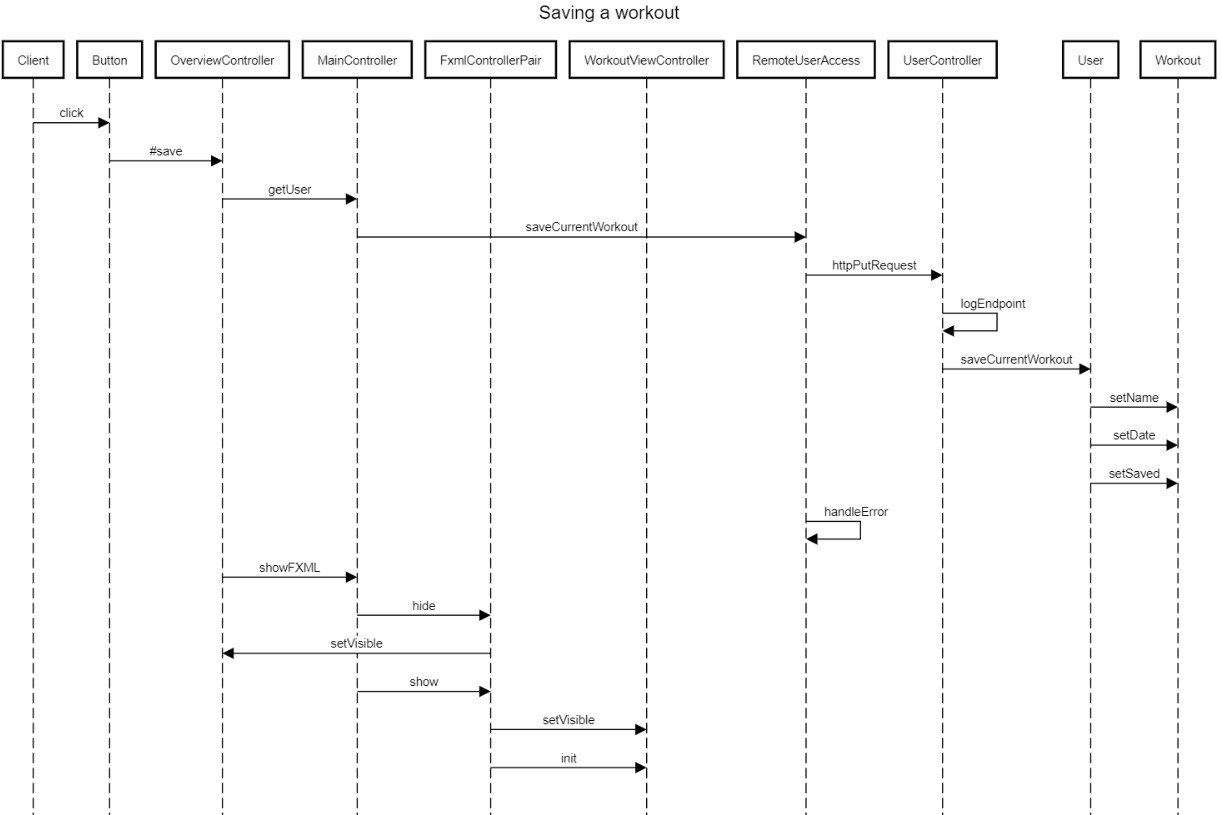 Saving a workout
Client
Button
OverviewController
MainController
FxmlControllerPair
WorkoutViewController
RemoteUserAccess
UserController
User
Workout
click
#save
getUser
saveCurrentWorkout
httpPutRequest
logEndpoint
saveCurrentWorkout
setName
setDate
setSaved
handleError
showFXML
hide
setVisible
show
setVisible
init